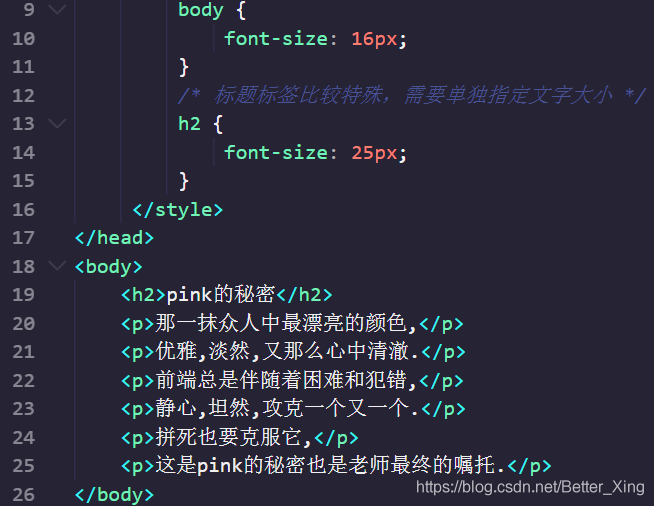 9 body {
10 font-size: 16px;
11 }
12 /* 标题标签比较特殊，需要单独指定文字大小 */
13 h2 {
14 font-size: 25px;
15 }
16 </style>
17 </head>
18 <body>
19 <h2>pink的秘密</h2>
20 <p>那一抹众人中最漂亮的颜色,</p>
21 <p>优雅,淡然,又那么心中清澈.</p>
22 <p>前端总是伴随着困难和犯错,</p>
23 <p>静心,坦然,攻克一个又一个.</p>
24 <p>拼死也要克服它,</p>
25 <p>这是pink的秘密也是老师最终的嘱托.</p>
26 </body>
https://blog.csdn.net/Better_Xing